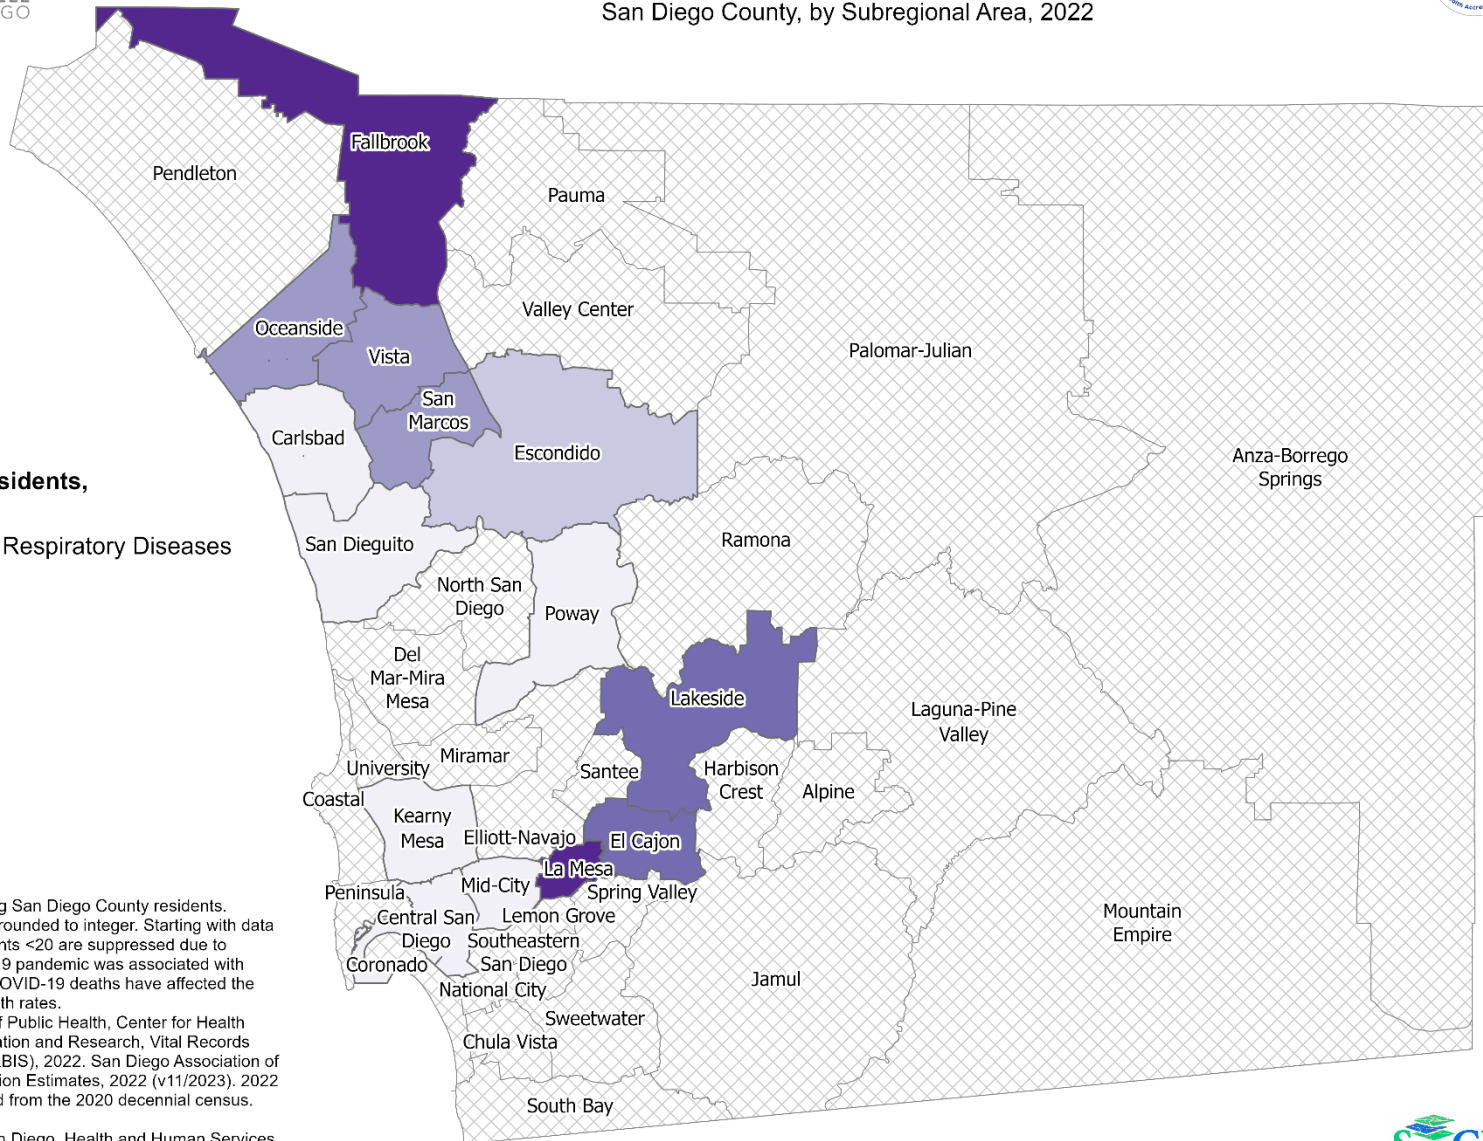 GO
San Diego County, by Subregional Area, 2022
Fallbrook
Pendleton
Pauma
Valley Center
Oceanside
Vista
Palomar-Julian
San
Marcos
Carlsbad
Escondido
Anza-Borrego
Springs
sidents,
Respiratory Diseases
San Dieguito
Ramona
North San
Diego
Poway
Del
Mar-Mira
Mesa
Lakeside
Laguna-Pine
Valley
Miramar
University
Santee
Harbison
Crest
Alpine
Coastal
Kearny
Mesa
Elliott-Navajo
El Cajon
La Mesa
Mid-City
Spring Valley
Peninsula
Central San
Diego
Lemon Grove
Southeastern
San Diego
Coronado
National City
Mountain
Empire
Jamul
Sweetwater
Chula Vista
South Bay
g San Diego County residents.
rounded to integer. Starting with data
nts <20 are suppressed due to
9 pandemic was associated with
OVID-19 deaths have affected the
th rates.
f Public Health, Center for Health
ation and Research, Vital Records
BIS), 2022. San Diego Association of
ion Estimates, 2022 (v11/2023). 2022
d from the 2020 decennial census.
n Diego, Health and Human Services